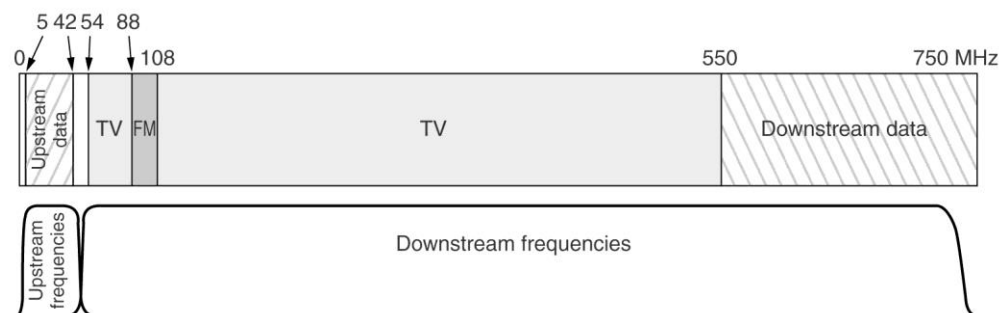 5 42 54 88
0 108 550 750 MHz
Upstream
data
TV
FM
TV
Downstream data
Upstream
frequencies
Downstream frequencies